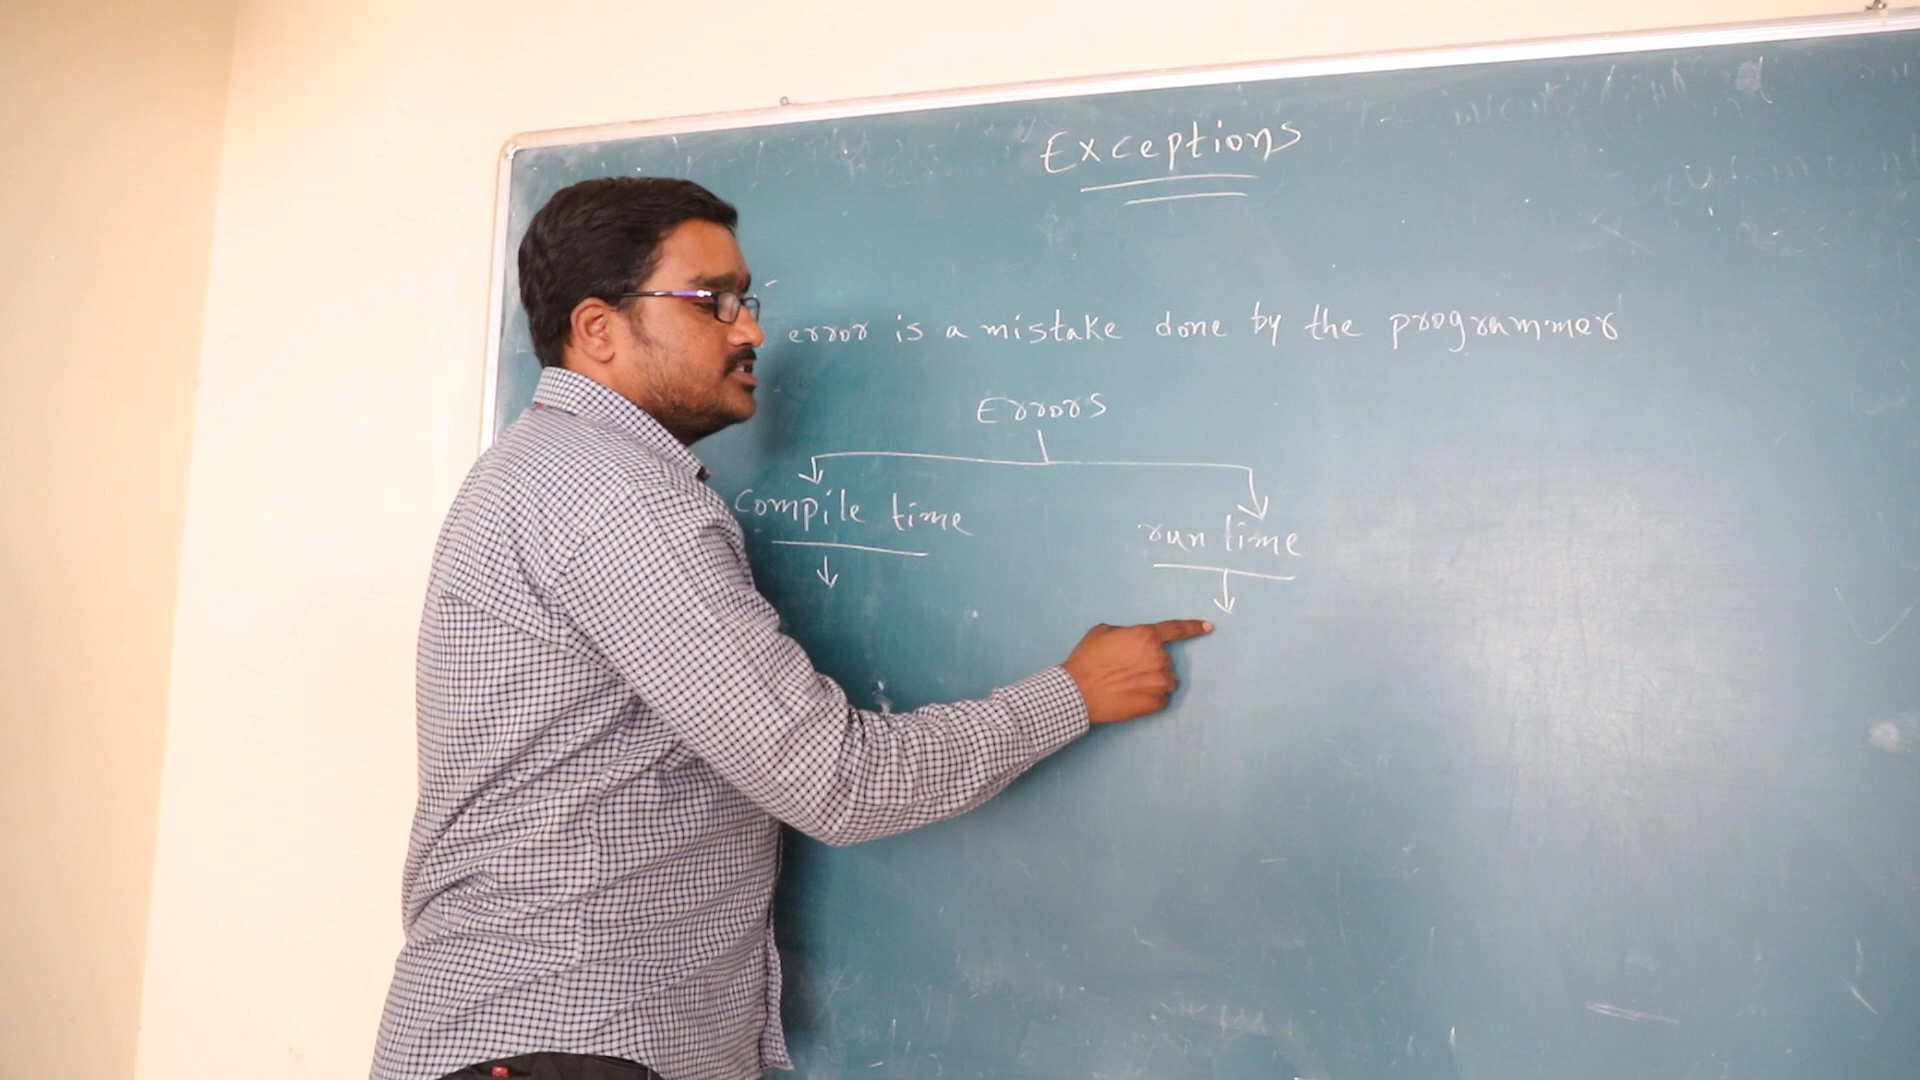 Exceptions
error is a mistake done by the programmer
Errors
compile time
run time